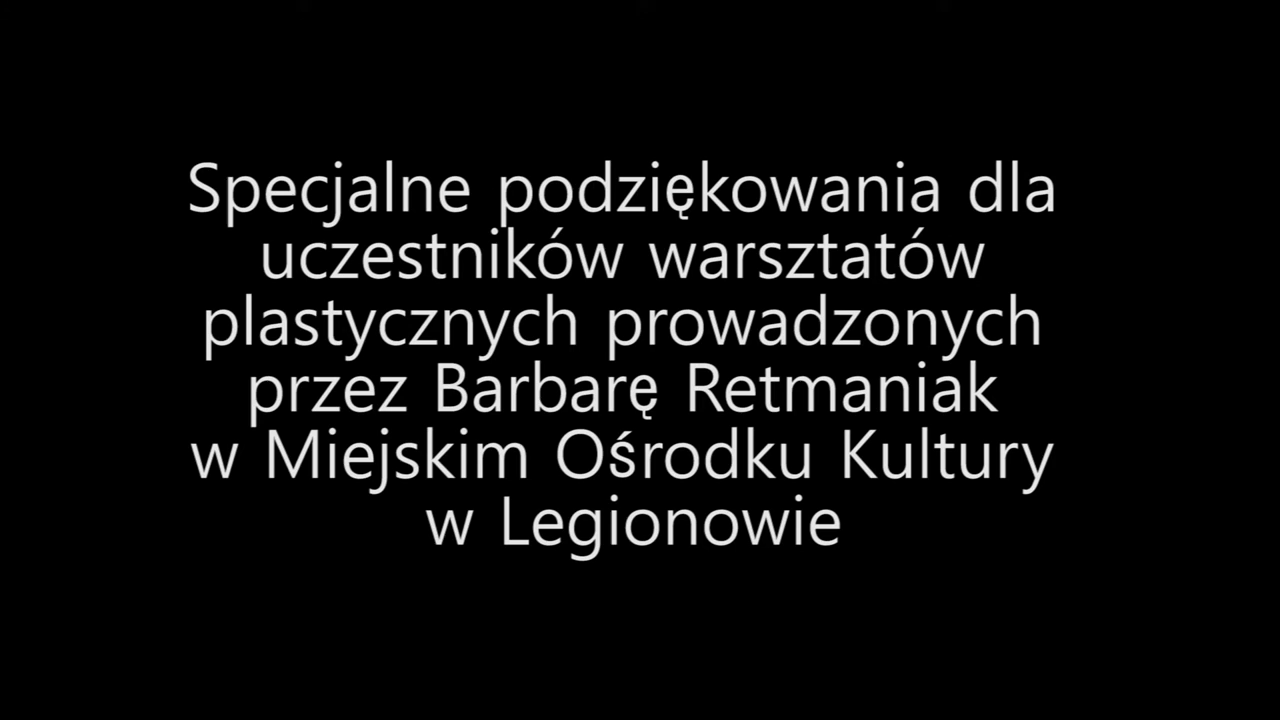 Specjalne podziękowania dla
uczestników warsztatów
plastycznych prowadzonych
przez Barbarę Retmaniak
w Miejskim Ośrodku Kultury
w Legionowie